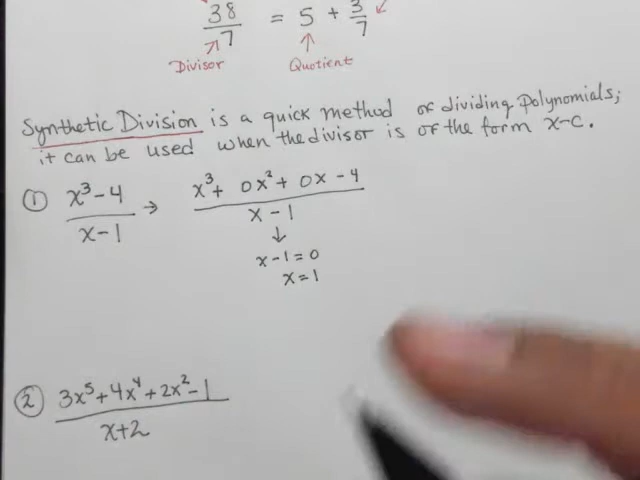 38/7 = 5 + 3/7
Divisor Quotient
Synthetic Division is a quick method of dividing polynomials;
it can be used when the divisor is of the form x-c.
① (x³-4)/(x-1) → (x³+ 0x²+ 0x-4)/(x-1)
↓
x-1=0
x=1
② (3x⁵+4x⁴+2x²-1)/(x+2)